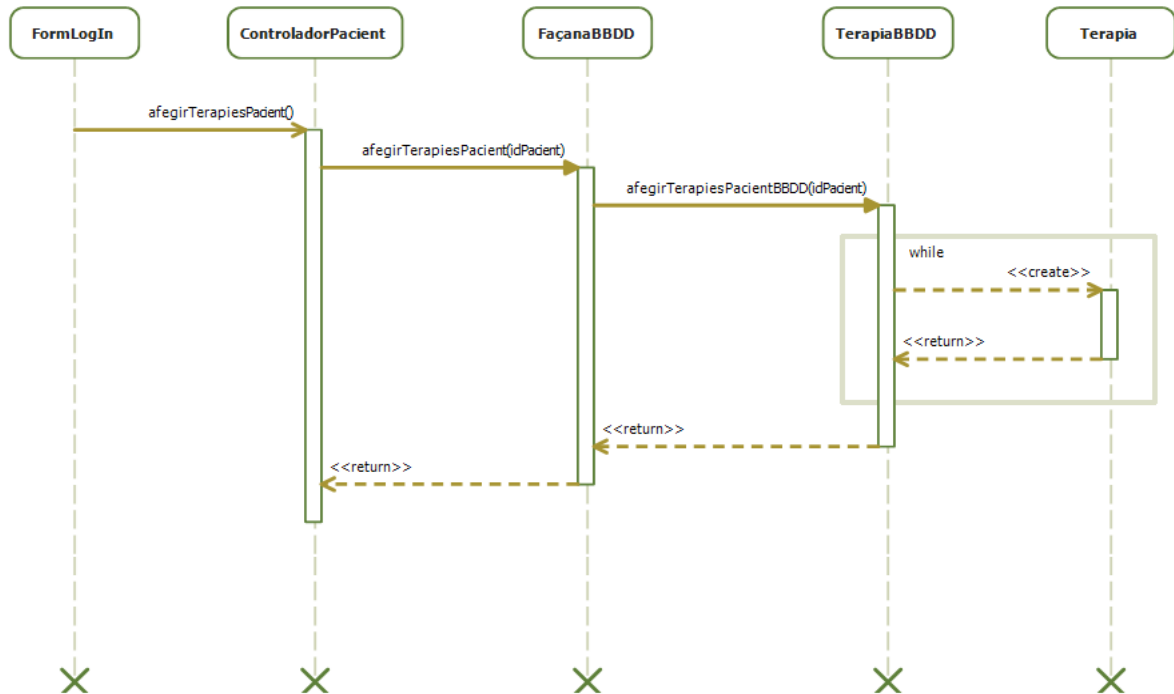 FormLogIn
ControladorPacient
FaçanaBBDD
TerapiaBBDD
Terapia
afegirTerapiesPacient()
afegirTerapiesPacient(idPacient)
afegirTerapiesPacientBBDD(idPacient)
while
<<create>>
<<return>>
<<return>>
<<return>>